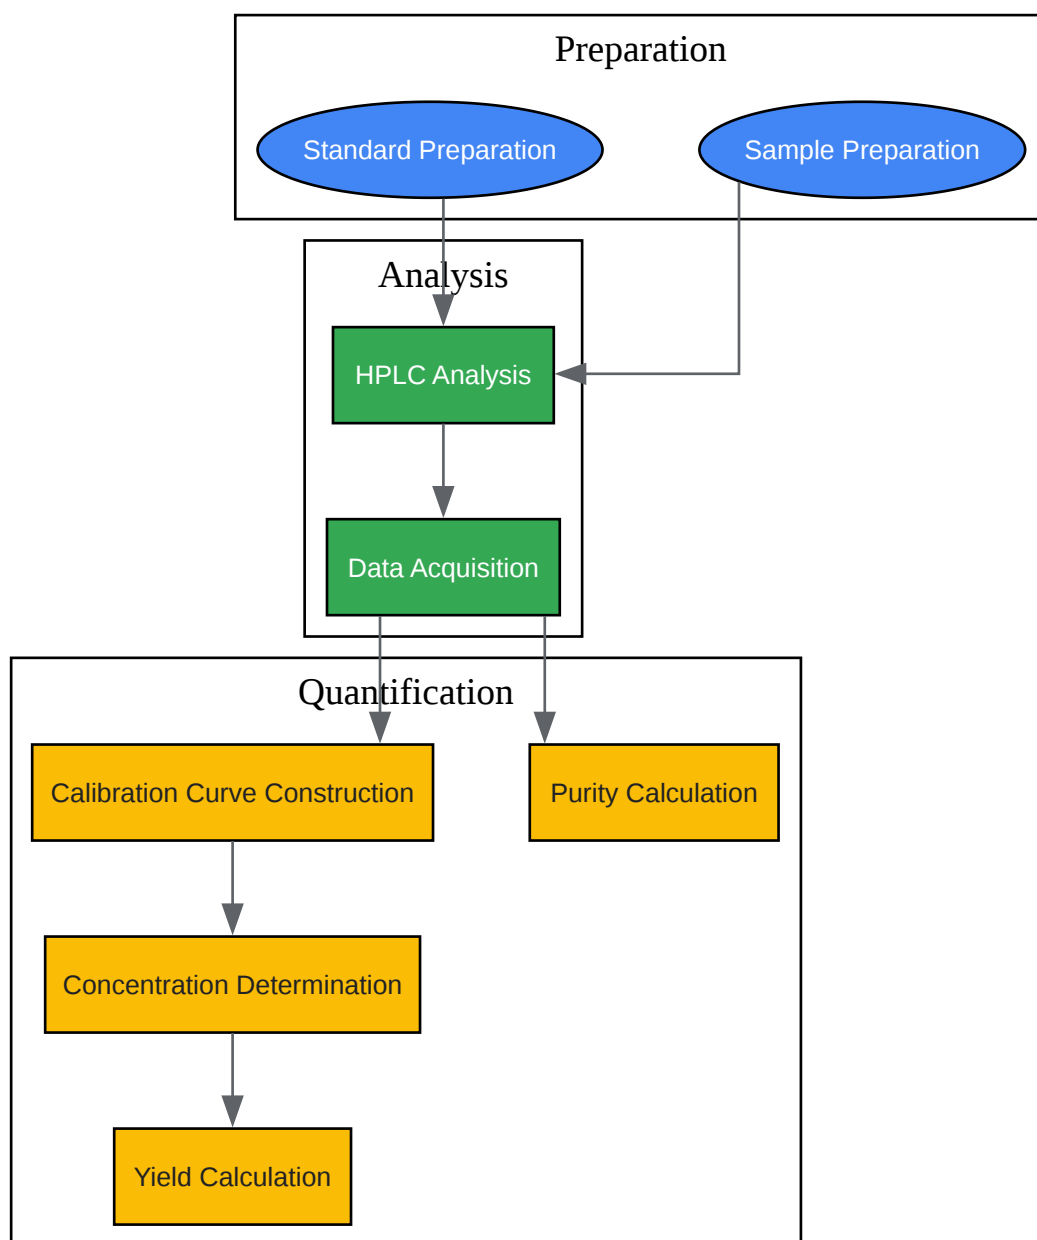 Preparation
Standard Preparation
Sample Preparation
Analysis
HPLC Analysis
Data Acquisition
Quantification
Calibration Curve Construction
Purity Calculation
Concentration Determination
Yield Calculation